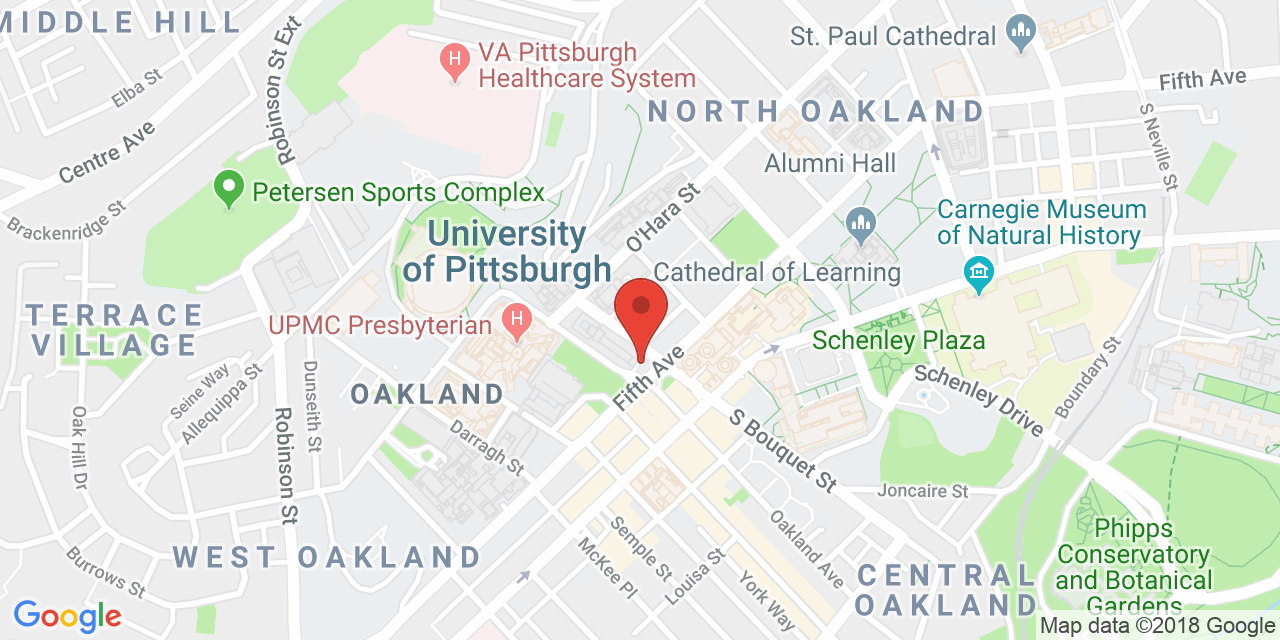 MIDDLE HILL
Robinson St Ext
VA Pittsburgh
Healthcare System
St. Paul Cathedral
Fifth Ave
Elba St
Centre Ave
NORTH OAKLAND
S Neville St
Alumni Hall
Petersen Sports Complex
Brackenridge St
O'Hara St
Carnegie Museum
of Natural History
University
of Pittsburgh
Cathedral of Learning
TERRACE
VILLAGE
UPMC Presbyterian
Schenley Plaza
Boundary St
Seine Way
Allequippa St
Dunseith St
OAKLAND
Fifth Ave
Schenley Drive
Oak Hill Dr
Robinson St
Darragh St
S Bouquet St
Joncaire St
WEST OAKLAND
Burrows St
Semple St
McKee Pl
Louisa St
Oakland Ave
York Way
CENTRAL
OAKLAND
Phipps
Conservatory
and Botanical
Gardens
Google
Map data ©2018 Google